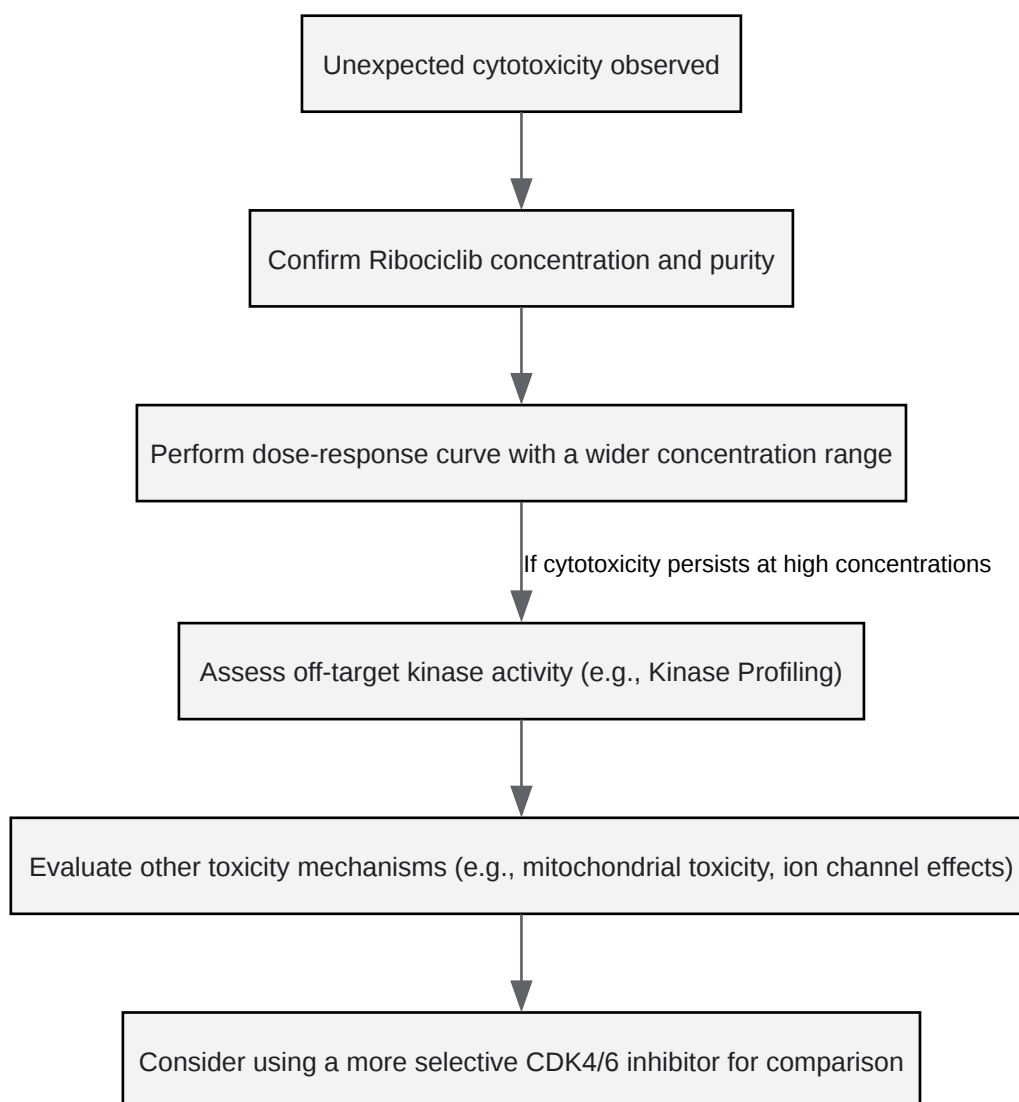 Unexpected cytotoxicity observed
Confirm Ribociclib concentration and purity
Perform dose-response curve with a wider concentration range
If cytotoxicity persists at high concentrations
Assess off-target kinase activity (e.g., Kinase Profiling)
Evaluate other toxicity mechanisms (e.g., mitochondrial toxicity, ion channel effects)
Consider using a more selective CDK4/6 inhibitor for comparison